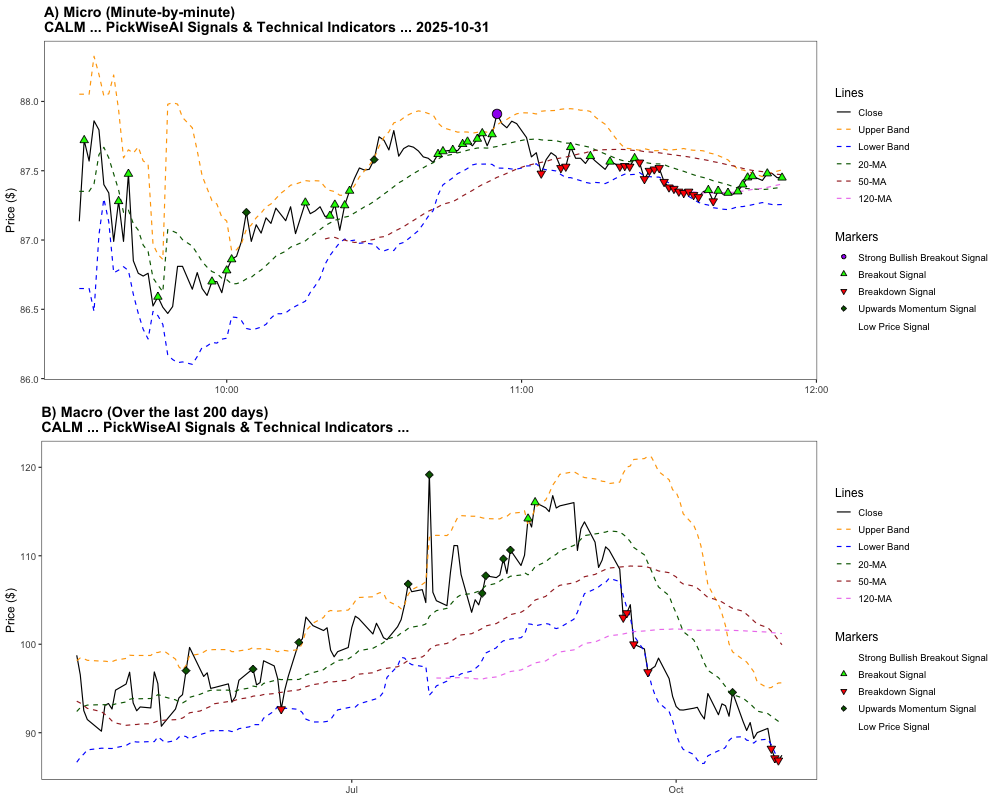 A) Micro (Minute-by-minute)
CALM ... PickWiseAI Signals & Technical Indicators ... 2025-10-31
Price ($)
88.0
87.5
87.0
86.5
86.0
10:00
11:00
12:00
Lines
Close
Upper Band
Lower Band
20-MA
50-MA
120-MA
Markers
Strong Bullish Breakout Signal
Breakout Signal
Breakdown Signal
Upwards Momentum Signal
Low Price Signal
B) Macro (Over the last 200 days)
CALM ... PickWiseAI Signals & Technical Indicators ...
Price ($)
120
110
100
90
Jul
Oct
Lines
Close
Upper Band
Lower Band
20-MA
50-MA
120-MA
Markers
Strong Bullish Breakout Signal
Breakout Signal
Breakdown Signal
Upwards Momentum Signal
Low Price Signal